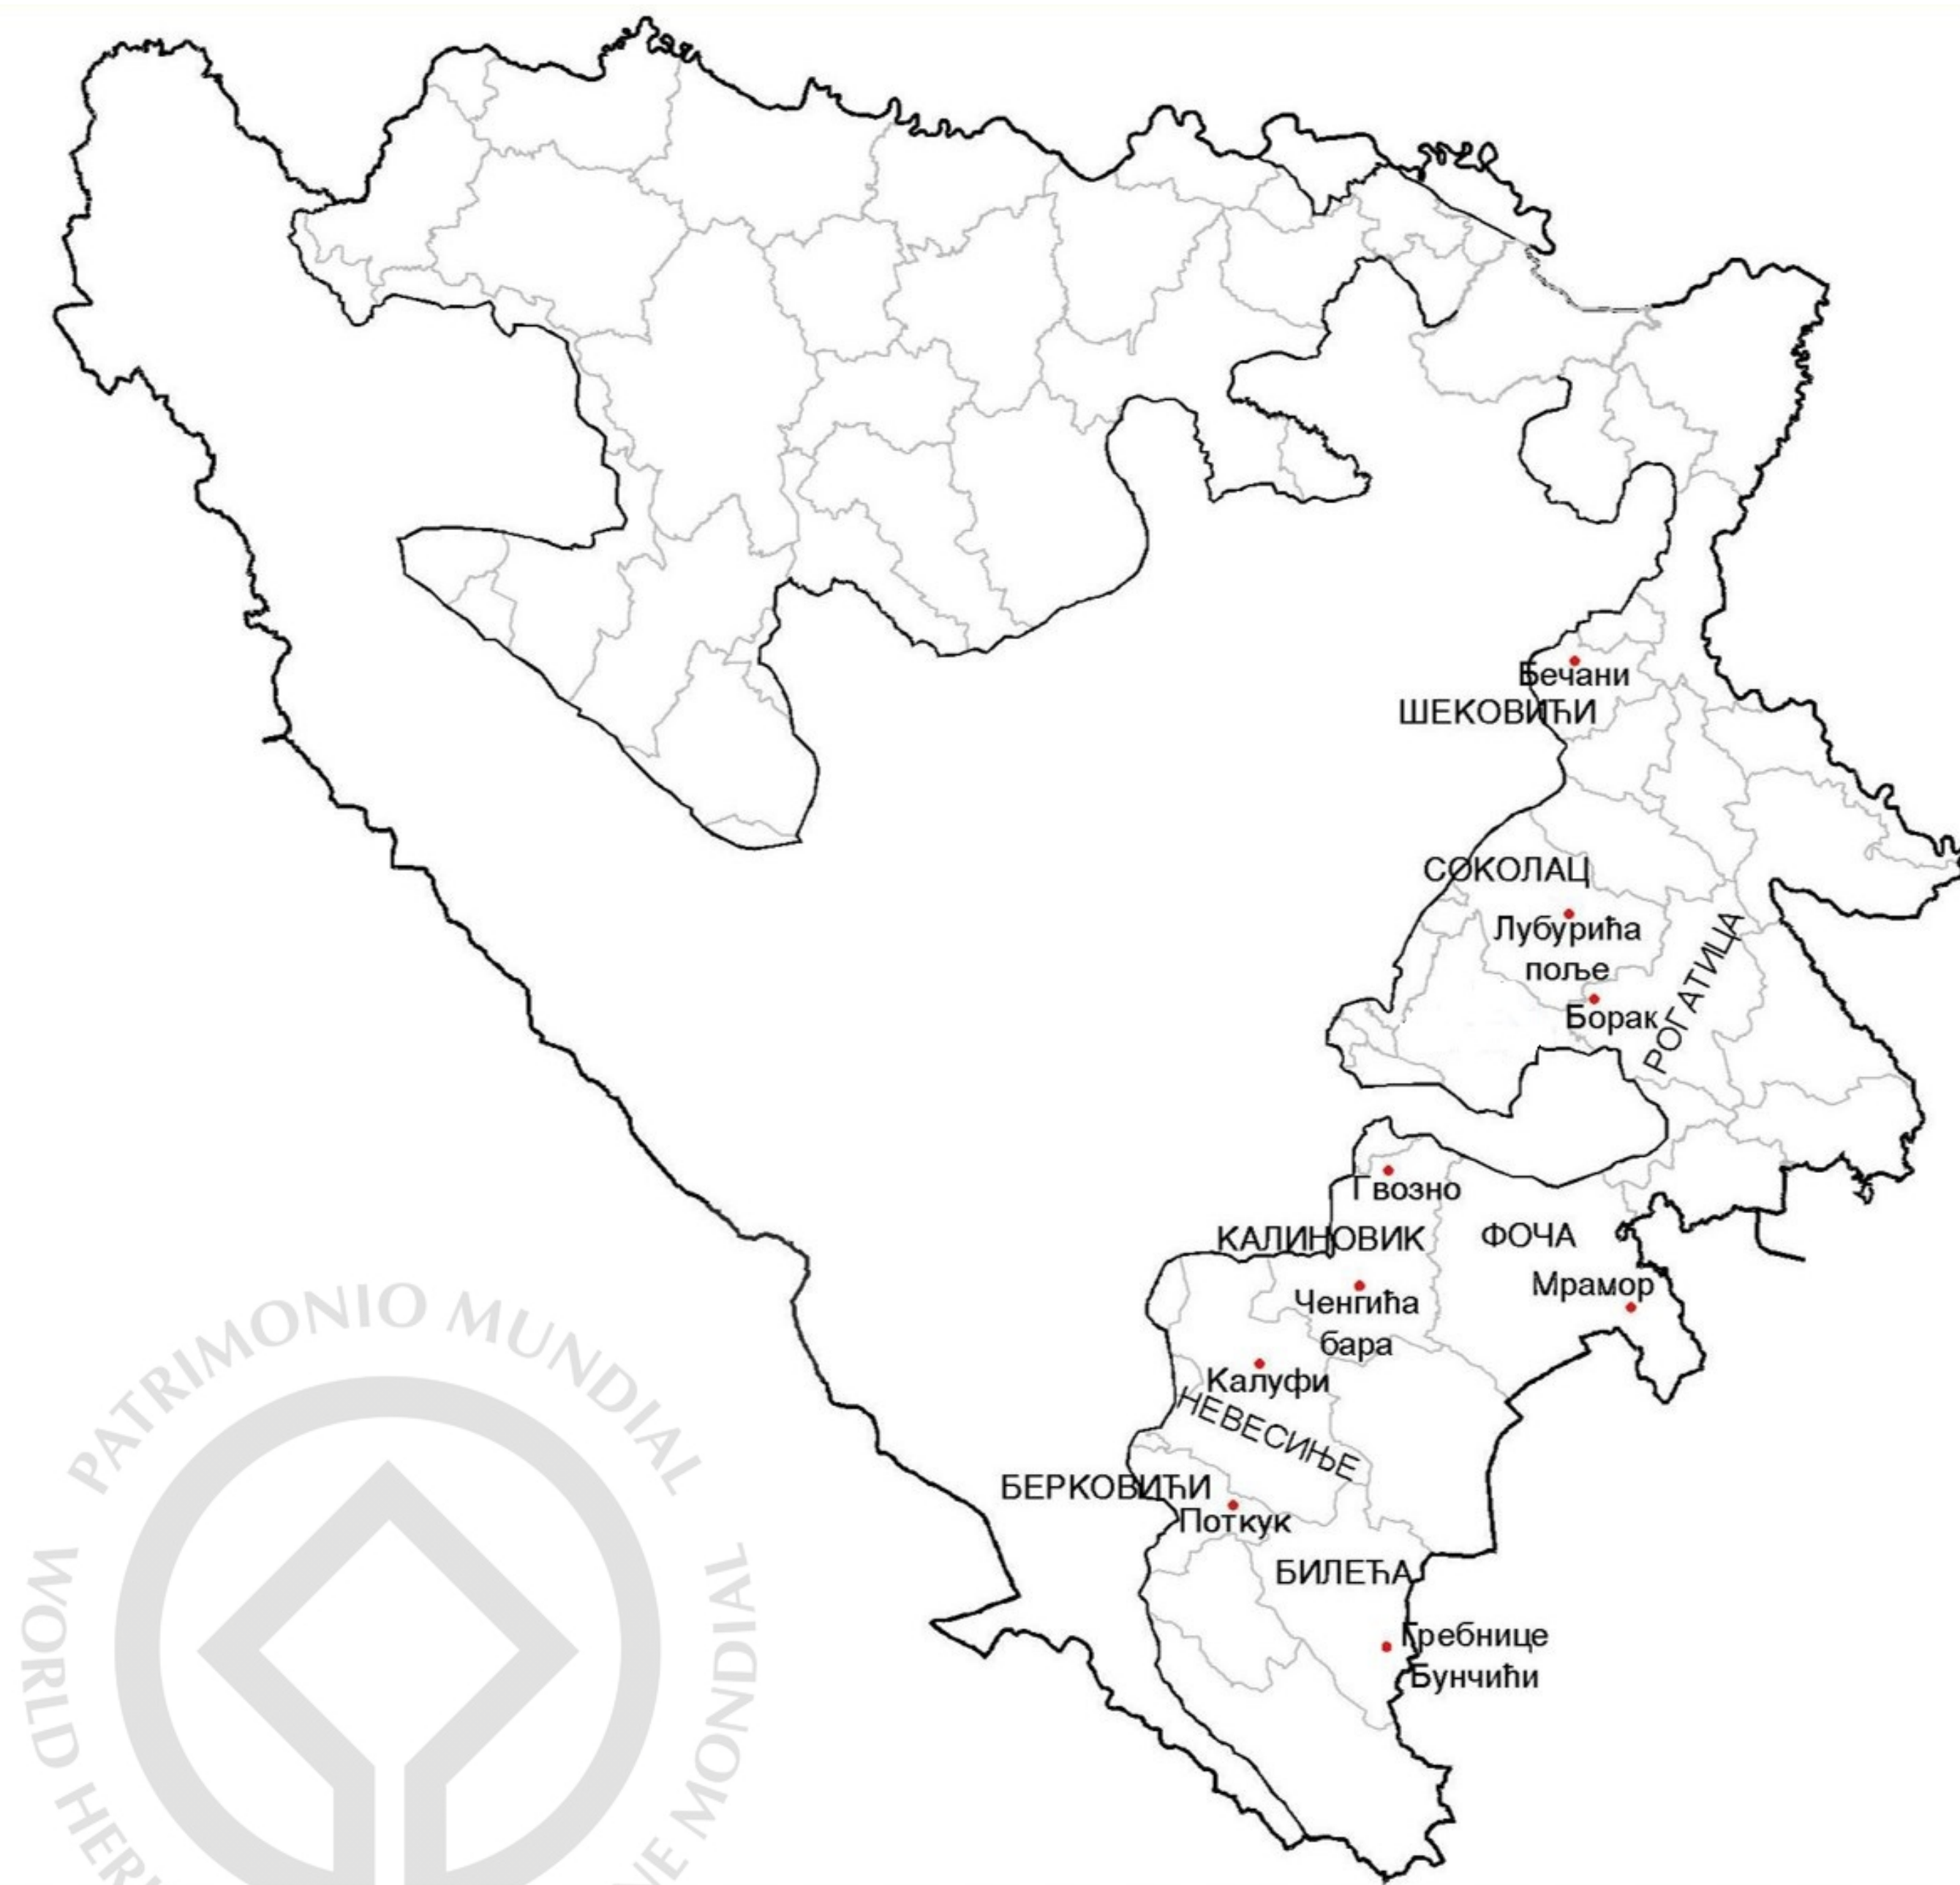 Бечани
ШЕКОВИЋИ
СОКОЛАЦ
Лубурића
поље
Борак
РОГАТИЦА
Гвозно
КАЛИНОВИК
ФОЧА
Мрамор
Ченгића
бара
Калуфи
НЕВЕСИЊЕ
БЕРКОВИЋИ
Поткук
БИЛЕЋА
Гребнице
Бунчићи
PATRIMONIO MUNDIAL
WORLD
MONDIAL